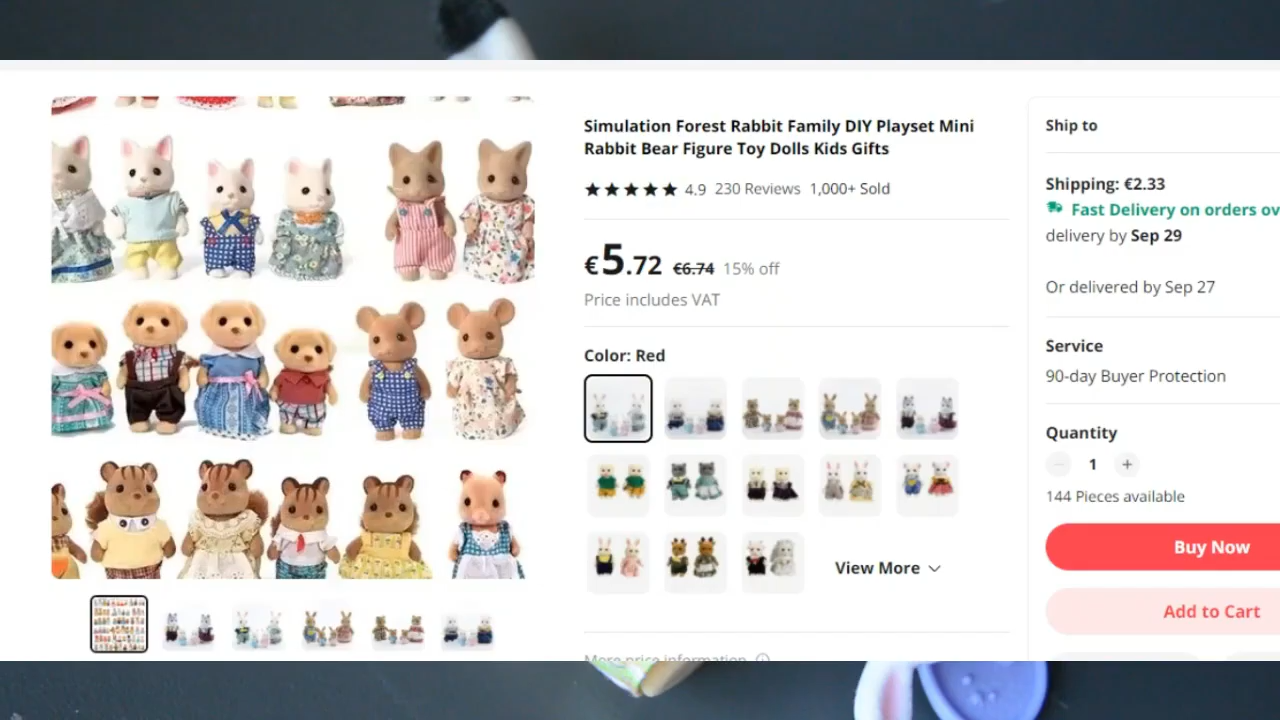 Simulation Forest Rabbit Family DIY Playset Mini
Rabbit Bear Figure Toy Dolls Kids Gifts
4.9 230 Reviews 1,000+ Sold
€5.72 €6.74 15% off
Price includes VAT
Color: Red
View More
More price information
Ship to
Shipping: €2.33
Fast Delivery on orders ov
delivery by Sep 29
Or delivered by Sep 27
Service
90-day Buyer Protection
Quantity
1 +
144 Pieces available
Buy Now
Add to Cart